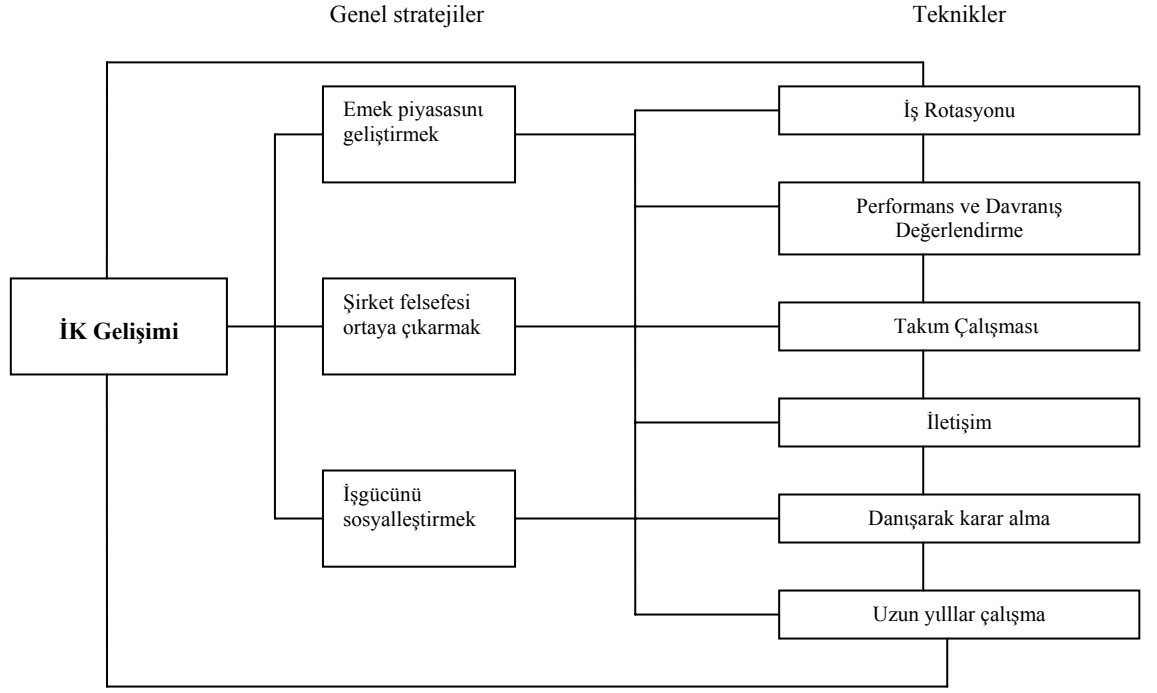 Genel stratejiler
Teknikler
Emek piyasasını
geliştirmek
İş Rotasyonu
Performans ve Davranış
Değerlendirme
İK Gelişimi
Şirket felsefesi
ortaya çıkarmak
Takım Çalışması
İletişim
İşgücünü
sosyalleştirmek
Danışarak karar alma
Uzun yılllar çalışma